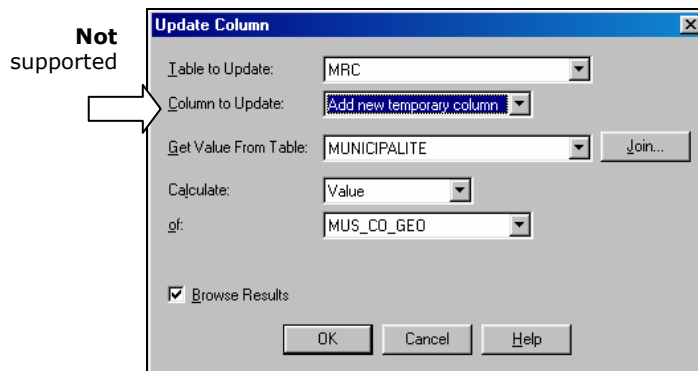 Not
supported
Update Column
Table to Update: MRC
Column to Update: Add new temporary column
Get Value From Table: MUNICIPALITE Join...
Calculate: Value
of: MUS_CO_GEO
Browse Results
OK Cancel Help